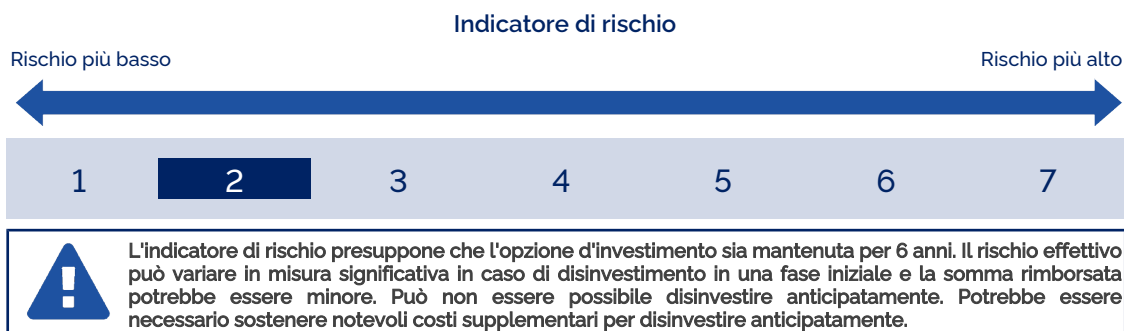 Indicatore di rischio
Rischio più basso
Rischio più alto
1 2 3 4 5 6 7
L'indicatore di rischio presuppone che l'opzione d'investimento sia mantenuta per 6 anni. Il rischio effettivo
può variare in misura significativa in caso di disinvestimento in una fase iniziale e la somma rimborsata
potrebbe essere minore. Può non essere possibile disinvestire anticipatamente. Potrebbe essere
necessario sostenere notevoli costi supplementari per disinvestire anticipatamente.